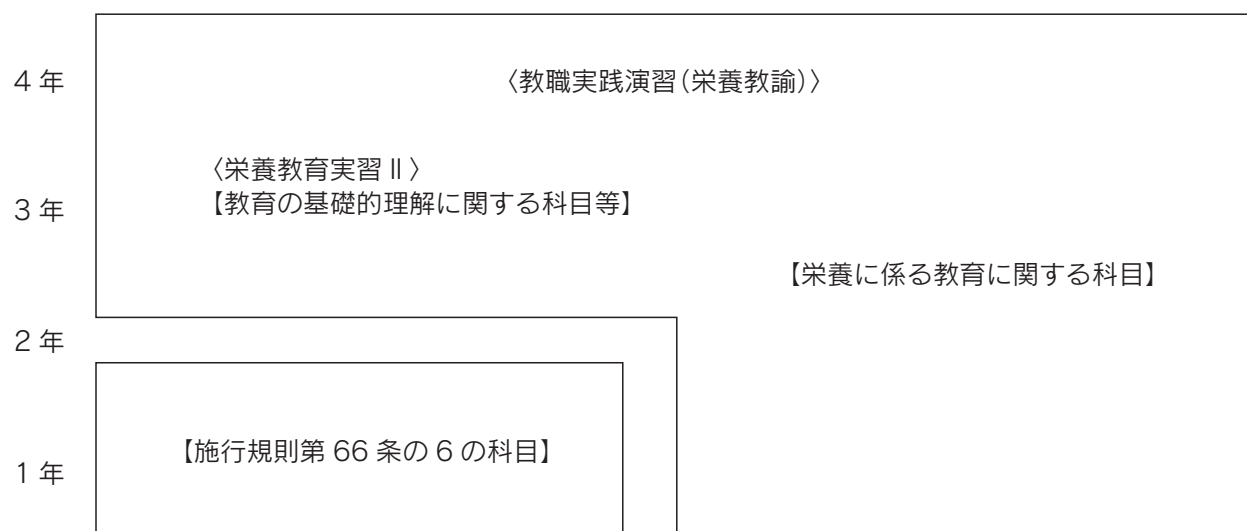 4 年
〈教職実践演習(栄養教諭)〉
〈栄養教育実習Ⅱ〉
【教育の基礎的理解に関する科目等】
3 年
【栄養に係る教育に関する科目】
2 年
【施行規則第 66 条の 6 の科目】
1 年